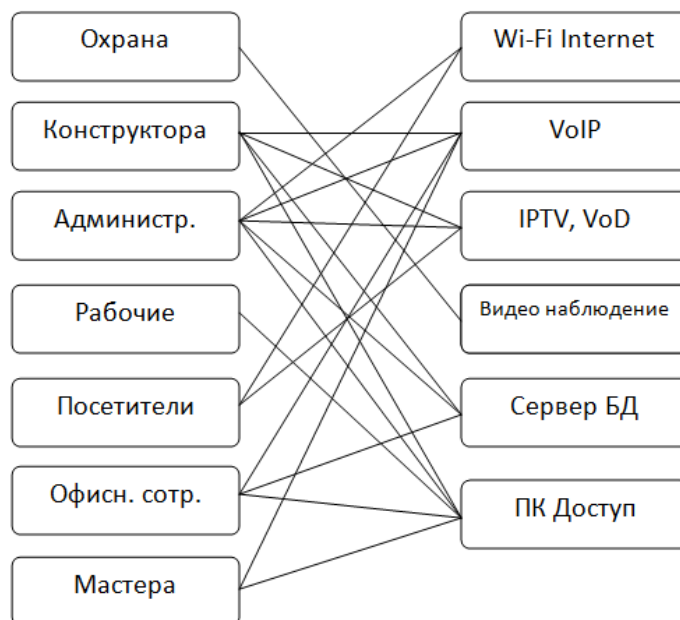 Охрана
Wi-Fi Internet
Конструктора
VoIP
Администр.
IPTV, VoD
Рабочие
Видео наблюдение
Посетители
Сервер БД
Офисн. сотр.
ПК Доступ
Мастера